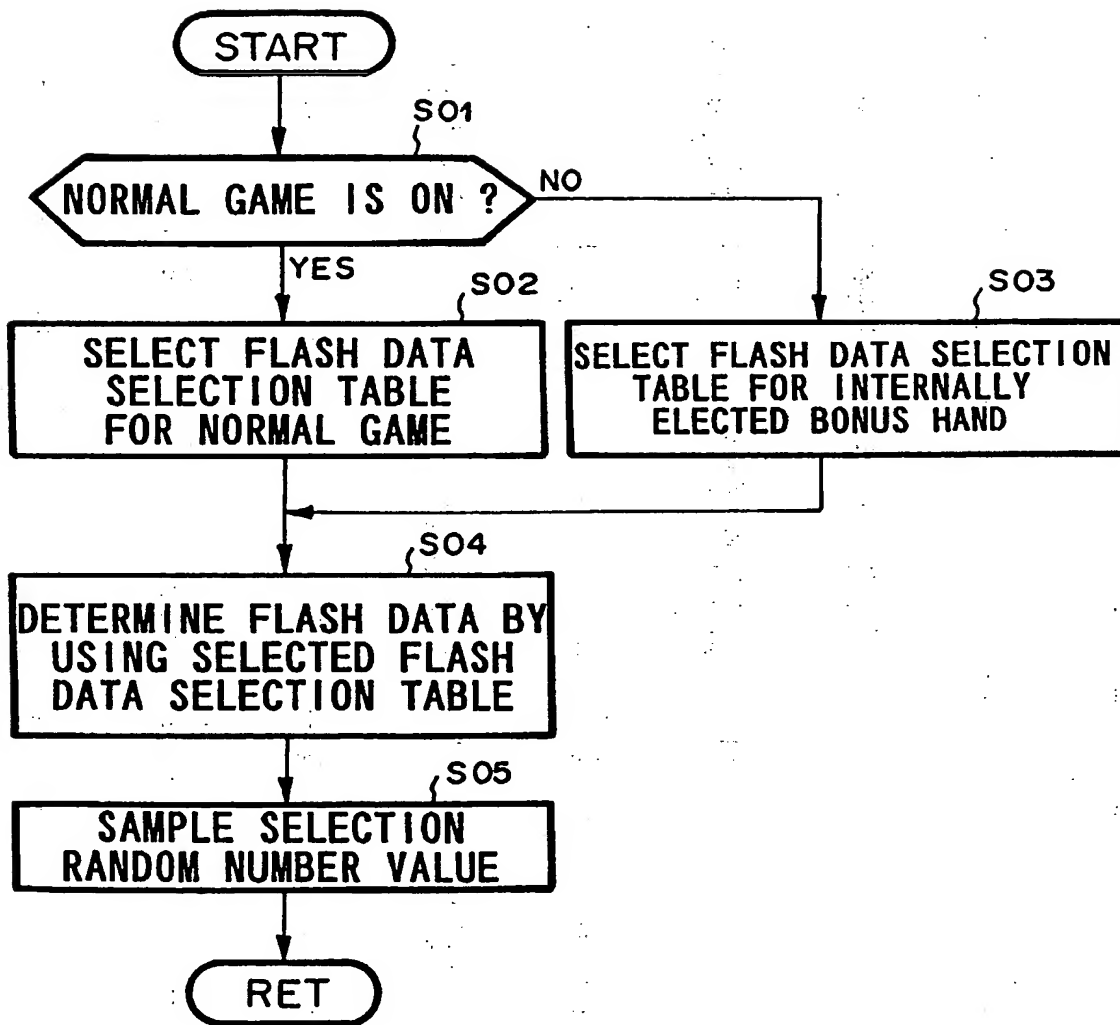 START
S01
NORMAL GAME IS ON ?
NO
YES
S02
SELECT FLASH DATA
SELECTION TABLE
FOR NORMAL GAME
S03
SELECT FLASH DATA SELECTION
TABLE FOR INTERNALLY
ELECTED BONUS HAND
S04
DETERMINE FLASH DATA BY
USING SELECTED FLASH
DATA SELECTION TABLE
S05
SAMPLE SELECTION
RANDOM NUMBER VALUE
RET